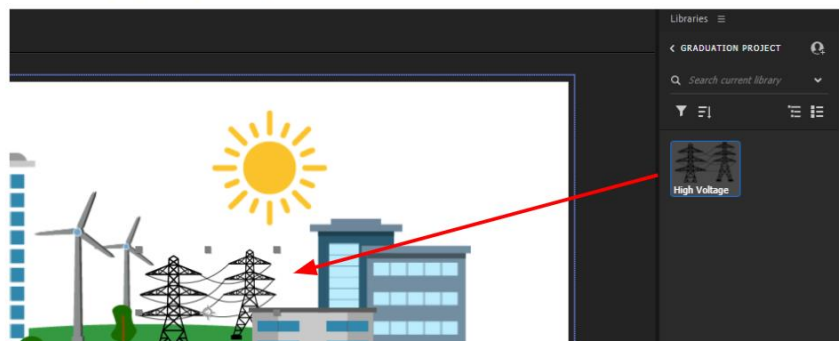 Libraries
GRADUATION PROJECT
Search current library
High Voltage